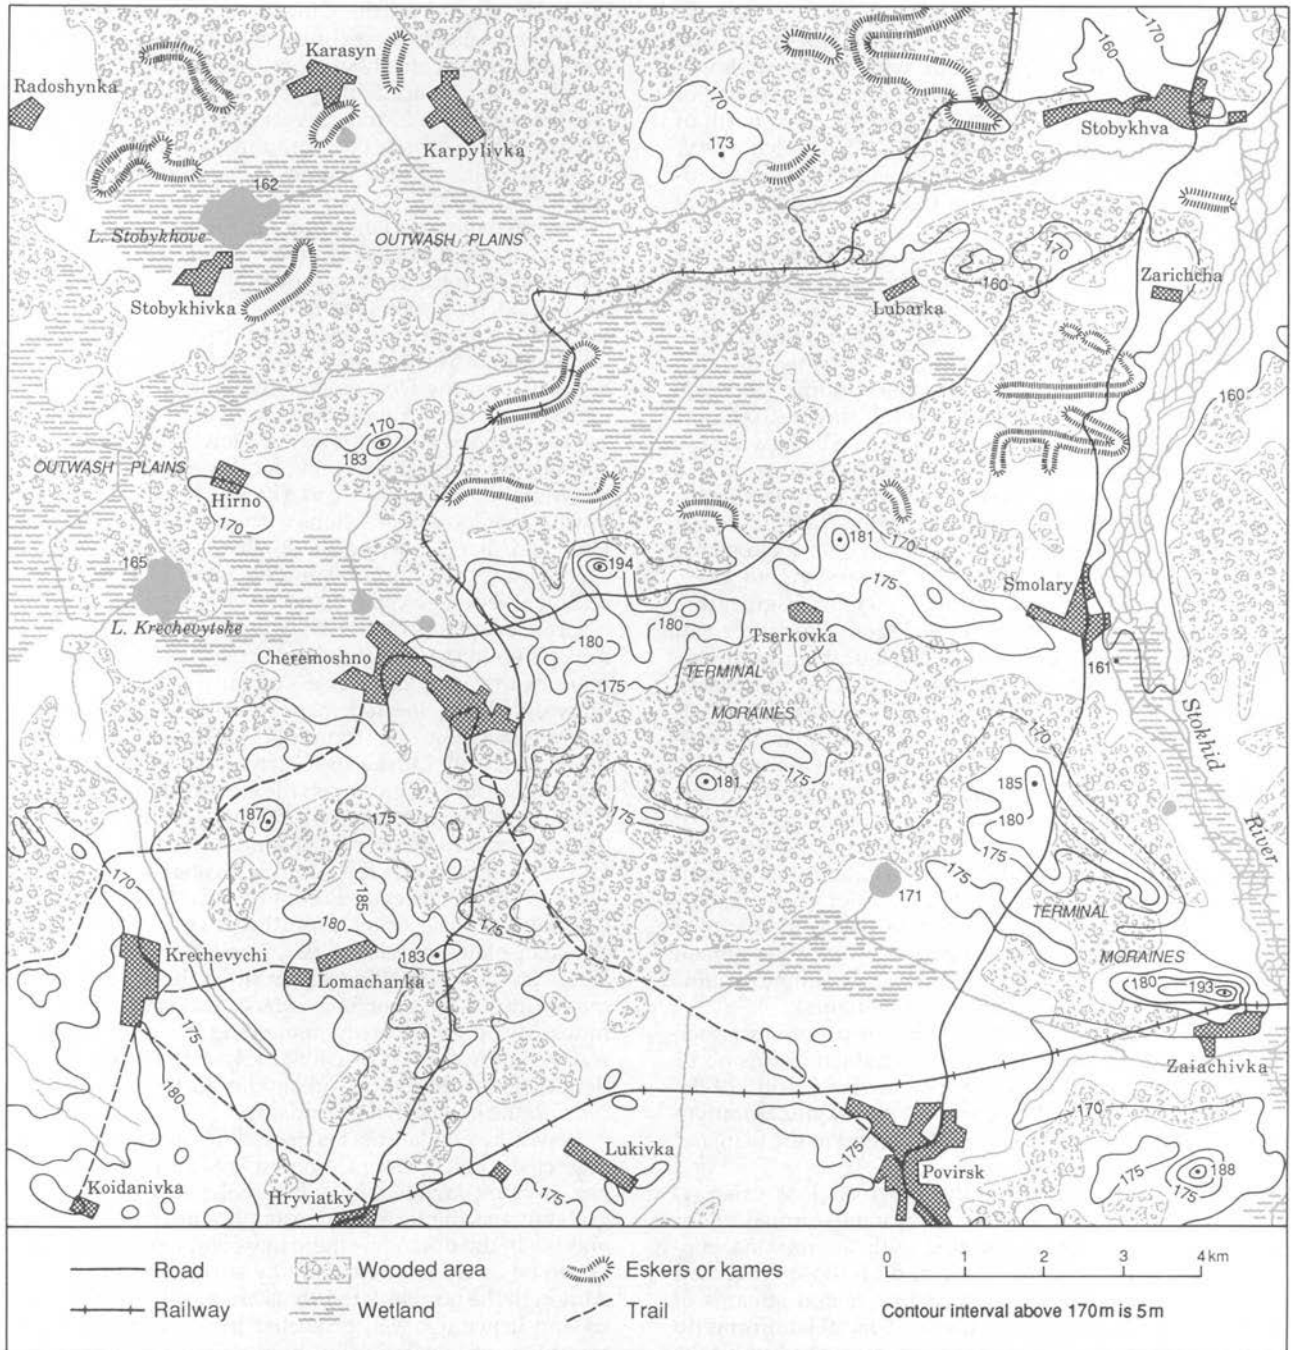 Karasyn
Radoshynka
Karpylivka
170
173
160
170
Stobykhva
162
L. Stobykhove
OUTWASH PLAINS
Stobykhivka
170
160
Lubarka
Zarichcha
160
170
183
OUTWASH PLAINS
Hirno
170
165
L. Krechevytske
194
181
170
175
Smolary
180
180
Tserkovka
Cheremoshno
TERMINAL
175
MORAINES
161
Stokhid
River
170
181
175
185
180
187
175
175
175
175
171
170
185
180
175
TERMINAL
Krechevychi
183
Lomachanka
MORAINES
180
193
175
Zaiachivka
180
170
175
Lukivka
Povirsk
175
188
175
Koidanivka
Hryviatky
175
Road
Wooded area
Eskers or kames
0 1 2 3 4 km
Railway
Wetland
Trail
Contour interval above 170 m is 5 m